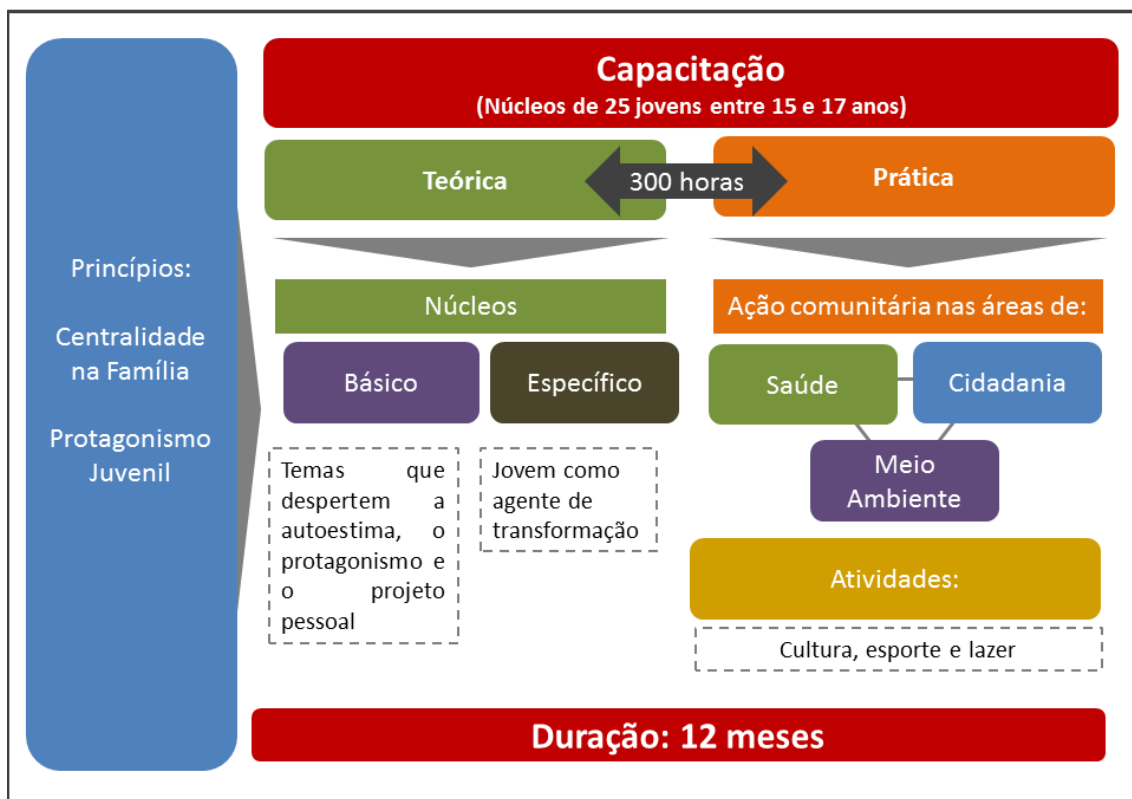 Princípios:
Centralidade
na Família
Protagonismo
Juvenil
Capacitação
(Núcleos de 25 jovens entre 15 e 17 anos)
Teórica
300 horas
Prática
Núcleos
Básico
Específico
Temas que
despertem a
autoestima, o
protagonismo e
o projeto
pessoal
Jovem como
agente de
transformação
Ação comunitária nas áreas de:
Saúde
Cidadania
Meio
Ambiente
Atividades:
Cultura, esporte e lazer
Duração: 12 meses